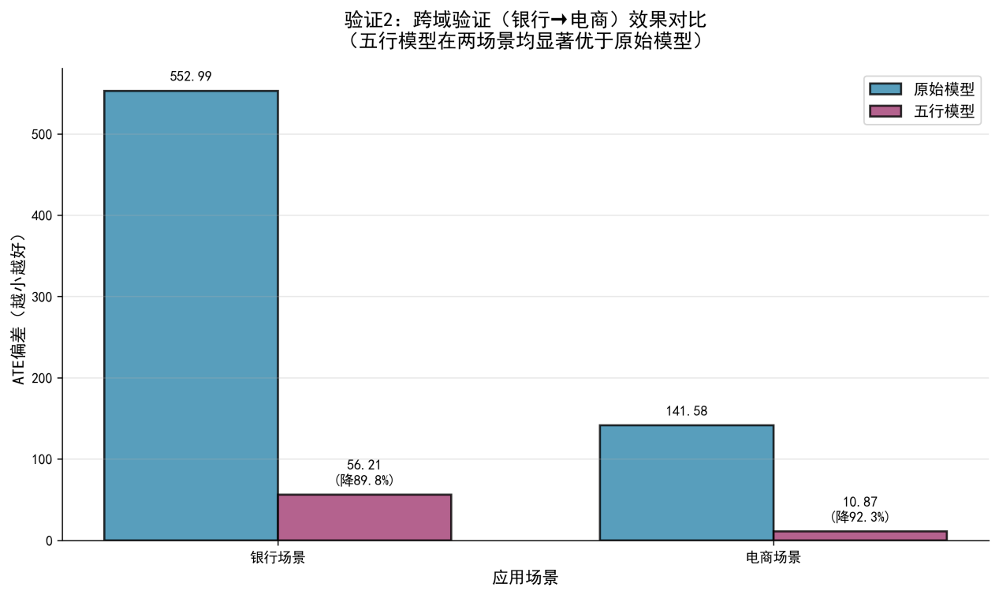 验证2：跨域验证（银行→电商）效果对比
（五行模型在两场景均显著优于原始模型）
552.99
原始模型
五行模型
500
400
300
200
100
0
ATE偏差（越小越好）
141.58
56.21
(降89.8%)
10.87
(降92.3%)
银行场景
电商场景
应用场景